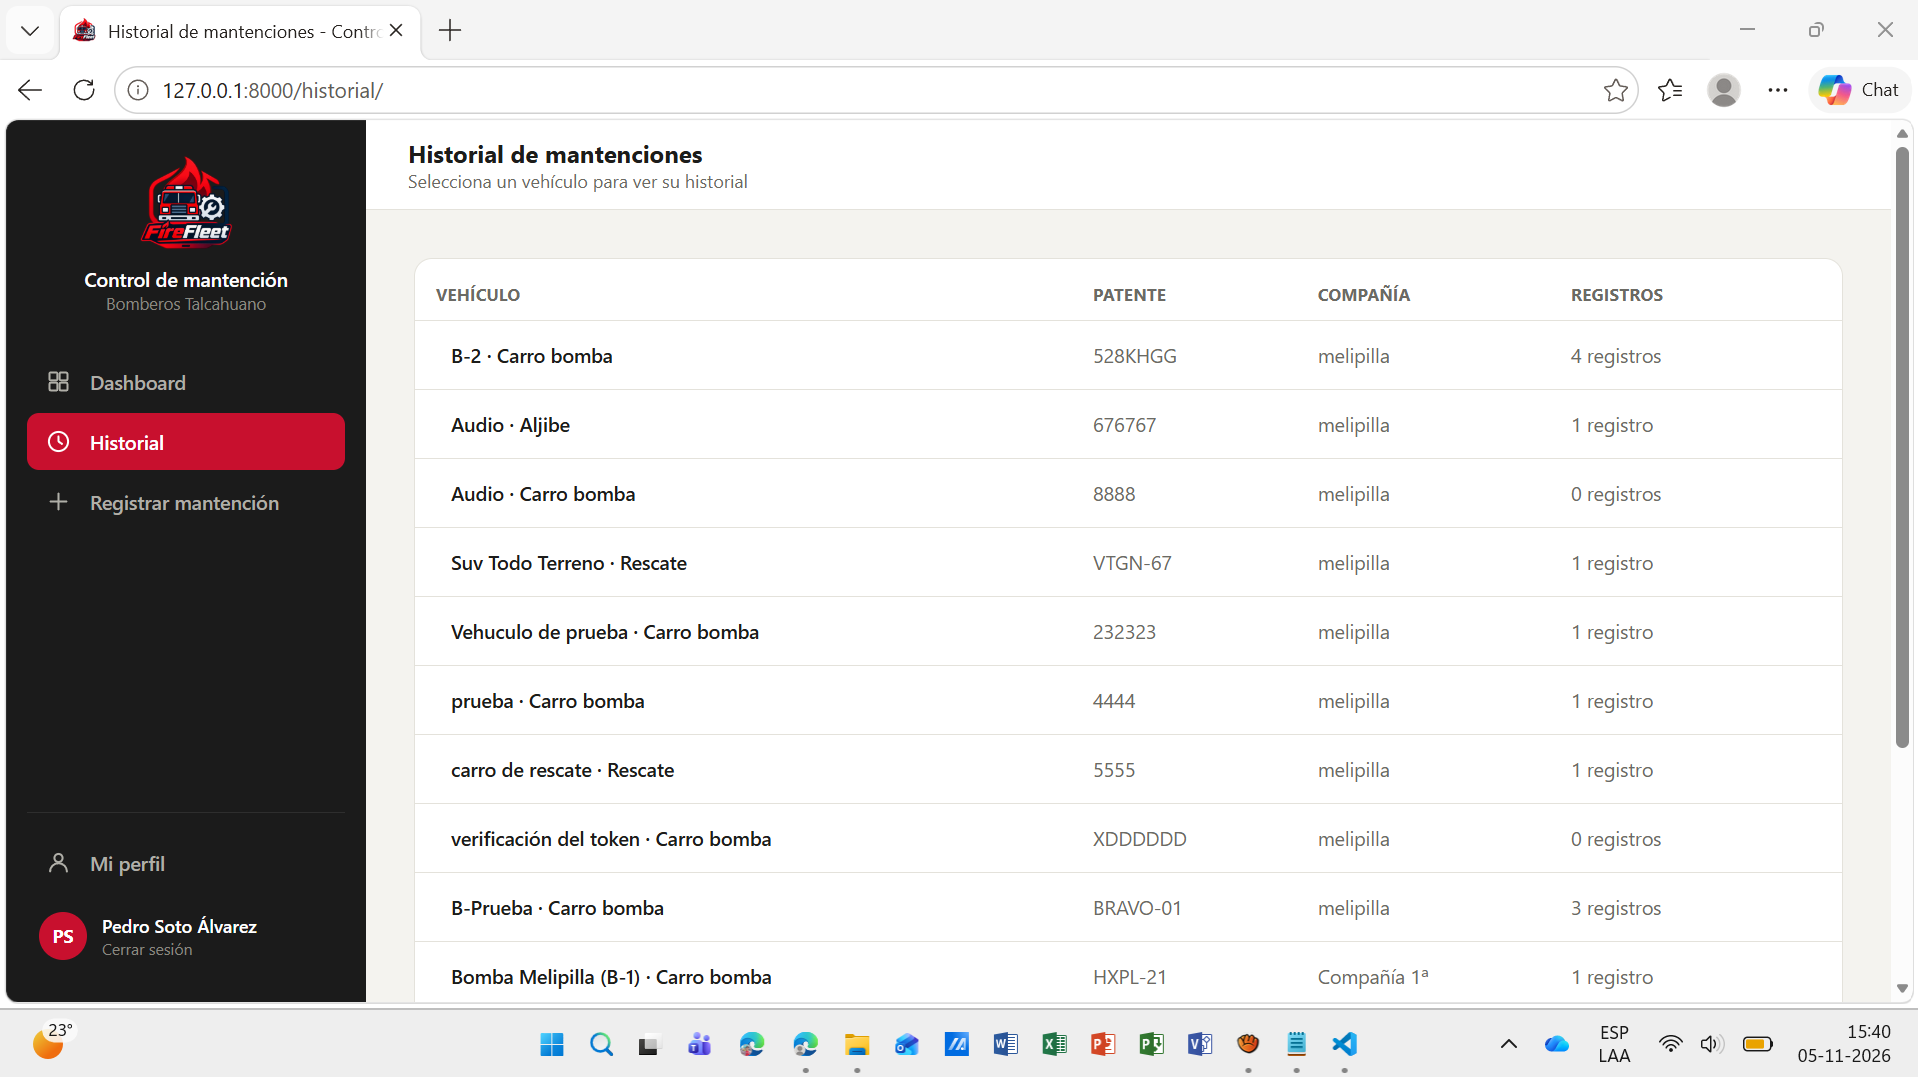 Historial de mantenciones - Contro
127.0.0.1:8000/historial/
Chat
FireFleet
Control de mantención
Bomberos Talcahuano
Dashboard
Historial
Registrar mantención
Mi perfil
PS
Pedro Soto Álvarez
Cerrar sesión
Historial de mantenciones
Selecciona un vehículo para ver su historial
VEHÍCULO PATENTE COMPAÑÍA REGISTROS
B-2 · Carro bomba 528KHGG melipilla 4 registros
Audio · Aljibe 676767 melipilla 1 registro
Audio · Carro bomba 8888 melipilla 0 registros
Suv Todo Terreno · Rescate VTGN-67 melipilla 1 registro
Vehuculo de prueba · Carro bomba 232323 melipilla 1 registro
prueba · Carro bomba 4444 melipilla 1 registro
carro de rescate · Rescate 5555 melipilla 1 registro
verificación del token · Carro bomba XDDDDDD melipilla 0 registros
B-Prueba · Carro bomba BRAVO-01 melipilla 3 registros
Bomba Melipilla (B-1) · Carro bomba HXPL-21 Compañía 1ª 1 registro
23°
ESP
LAA
15:40
05-11-2026